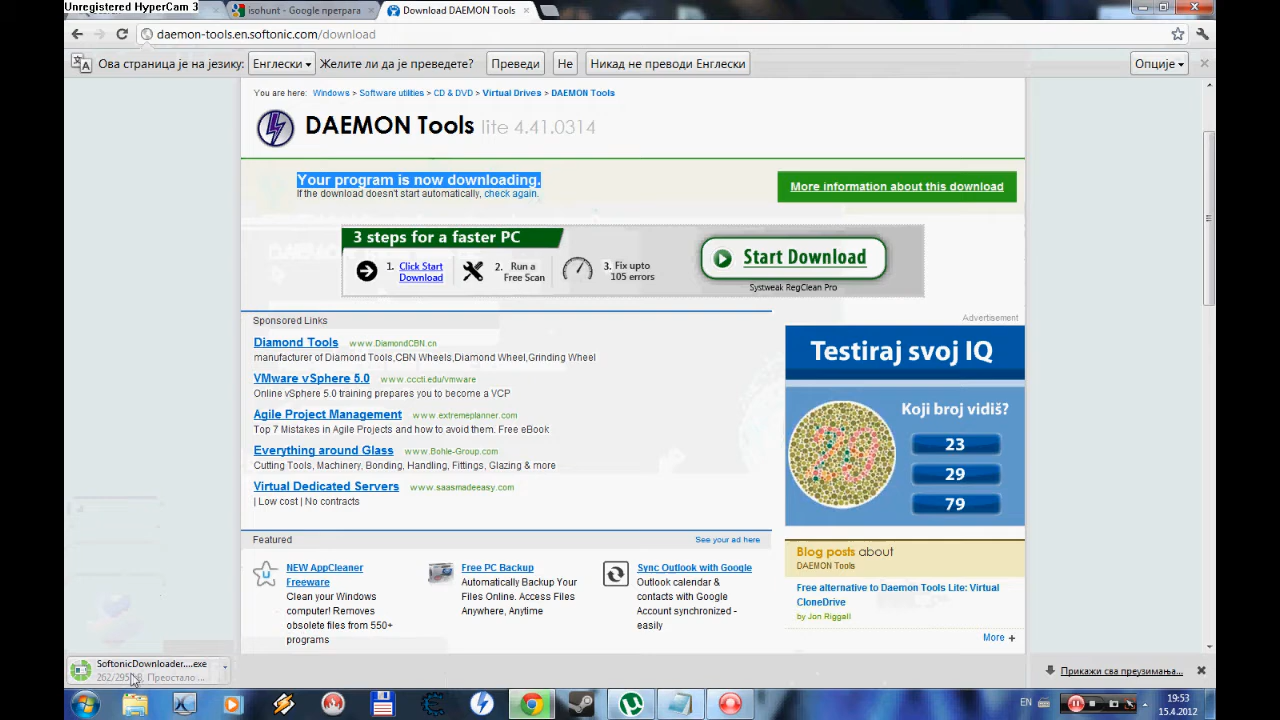 Unregistered HyperCam 3
isohunt - Google претрага
Download DAEMON Tools
daemon-tools.en.softonic.com/download
Ова страница је на језику: Енглески Желите ли да је преведете? Преведи Не Никад не преводи Енглески Опције
You are here: Windows > Software utilities > CD & DVD > Virtual Drives > DAEMON Tools
DAEMON Tools lite 4.41.0314
Your program is now downloading.
If the download doesn't start automatically, check again.
More information about this download
3 steps for a faster PC
1. Click Start Download
2. Run a Free Scan
3. Fix upto 105 errors
Start Download
Systweak RegClean Pro
Sponsored Links
Diamond Tools www.DiamondCBN.cn
manufacturer of Diamond Tools,CBN Wheels,Diamond Wheel,Grinding Wheel
VMware vSphere 5.0 www.cccti.edu/vmware
Online vSphere 5.0 training prepares you to become a VCP
Agile Project Management www.extremeplanner.com
Top 7 Mistakes in Agile Projects and how to avoid them. Free eBook
Everything around Glass www.Bohle-Group.com
Cutting Tools, Machinery, Bonding, Handling, Fittings, Glazing & more
Virtual Dedicated Servers www.saasmadeeasy.com
| Low cost | No contracts
Advertisement
Testiraj svoj IQ
Koji broj vidiš?
23
29
79
Featured
See your ad here
NEW AppCleaner
Freeware
Clean your Windows
computer! Removes
obsolete files from 550+
programs
Free PC Backup
Automatically Backup Your
Files Online. Access Files
Anywhere, Anytime
Sync Outlook with Google
Outlook calendar &
contacts with Google
Account synchronized -
easily
Blog posts about
DAEMON Tools
Free alternative to Daemon Tools Lite: Virtual
CloneDrive
by Jon Riggall
More +
SoftonicDownloader....exe
Преостало ...
Прикажи сва преузимања...
EN
19:53
15.4.2012